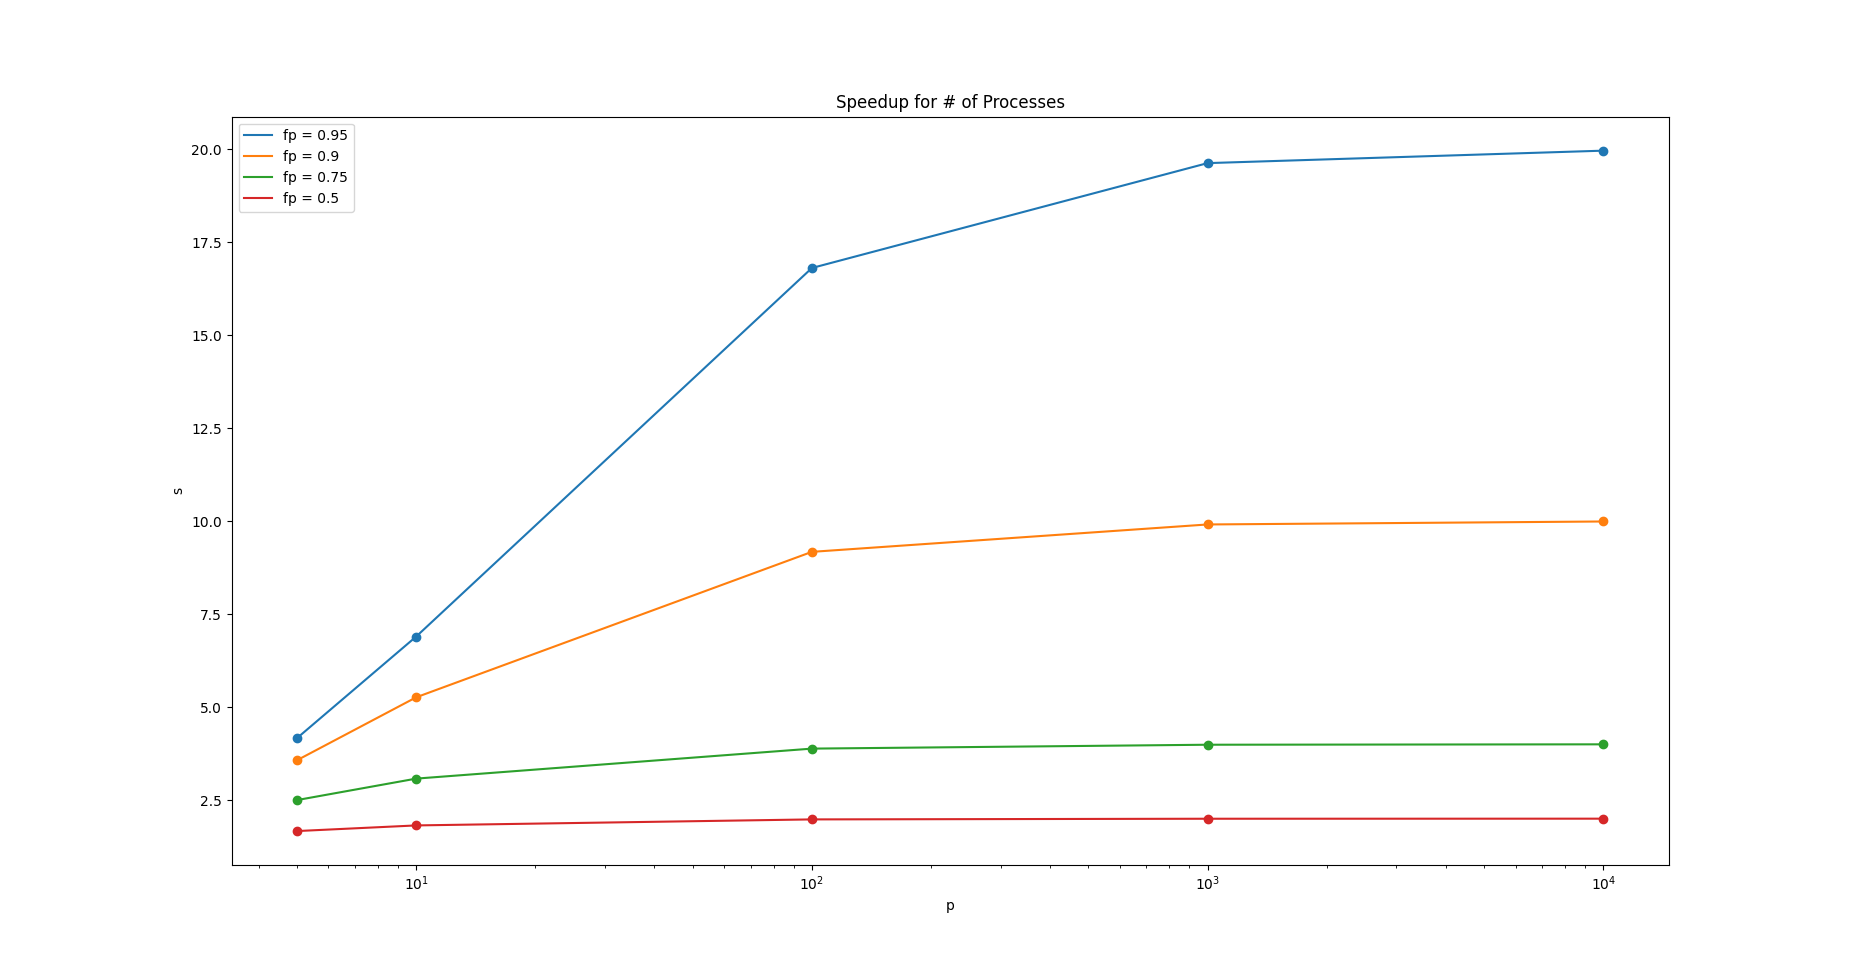 Speedup for # of Processes
fp = 0.95
fp = 0.9
fp = 0.75
fp = 0.5
20.0
17.5
15.0
12.5
10.0
7.5
5.0
2.5
s
10¹ 10² 10³ 10⁴
p